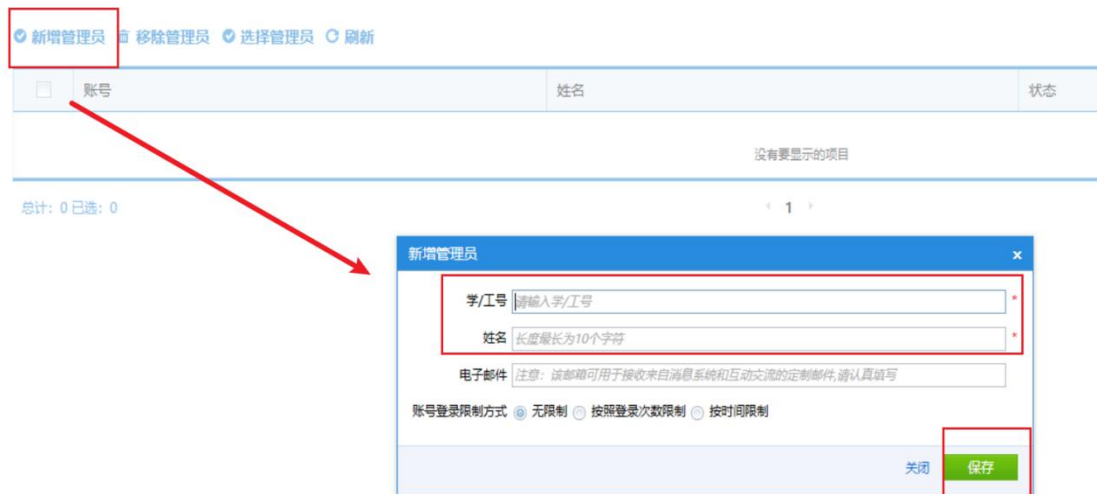 新增管理员 移除管理员 选择管理员 刷新
账号 姓名 状态
没有要显示的项目
总计: 0 已选: 0 1
新增管理员 x
学/工号 请输入学/工号 *
姓名 长度最长为10个字符 *
电子邮件 注意: 该邮箱可用于接收来自消息系统和互动交流的定制邮件,请认真填写
账号登录限制方式 无限制 按照登录次数限制 按时间限制
关闭 保存